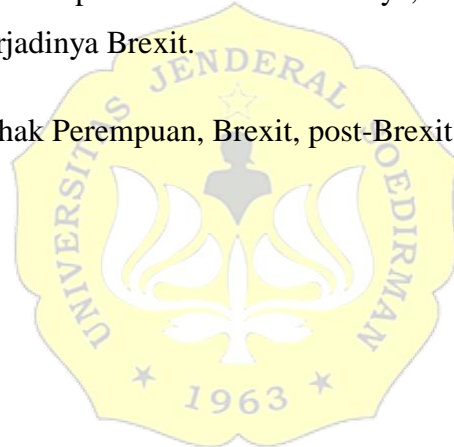 rjadinya Brexit.
hak Perempuan, Brexit, post-Brexit
UNIVERSITAS JENDERAL SOEDIRMAN
1963